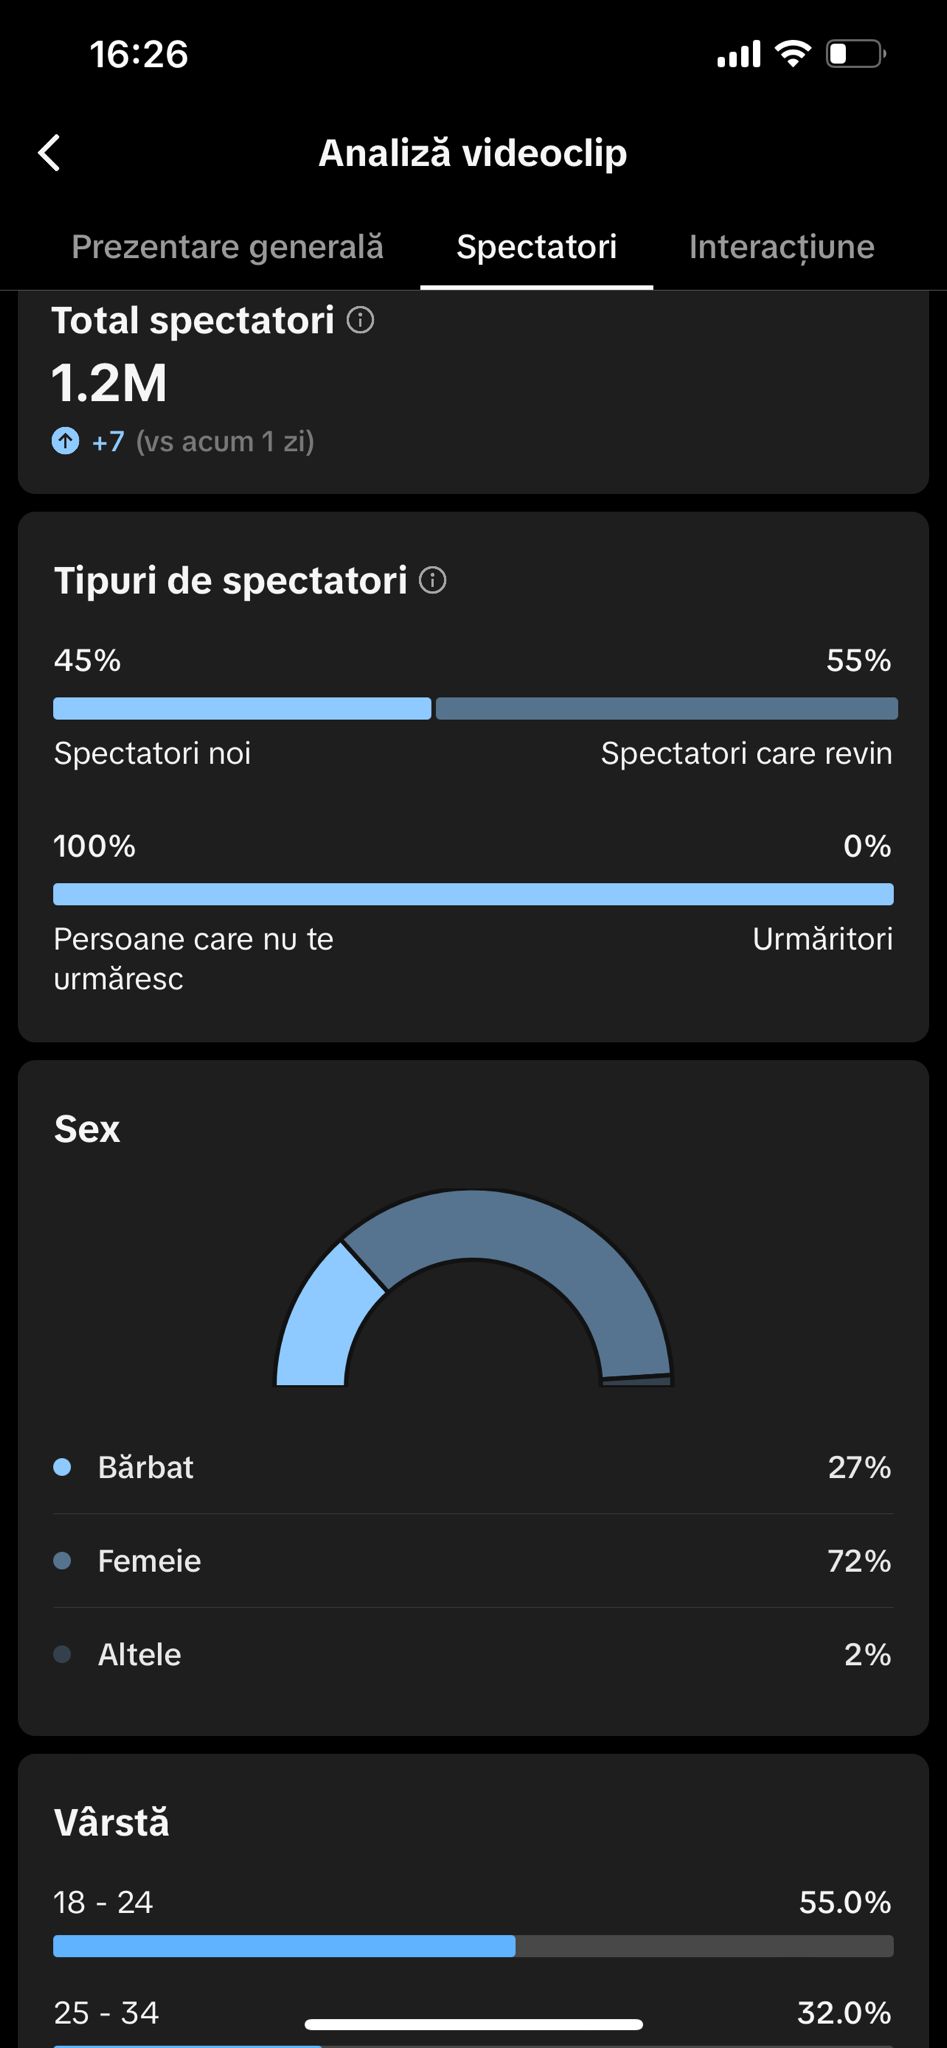 16:26
Analiză videoclip
Prezentare generală Spectatori Interacțiune
Total spectatori
1.2M
+7 (vs acum 1 zi)
Tipuri de spectatori
45% 55%
Spectatori noi Spectatori care revin
100% 0%
Persoane care nu te Urmăritori
urmăresc
Sex
Bărbat 27%
Femeie 72%
Altele 2%
Vârstă
18 - 24 55.0%
25 - 34 32.0%